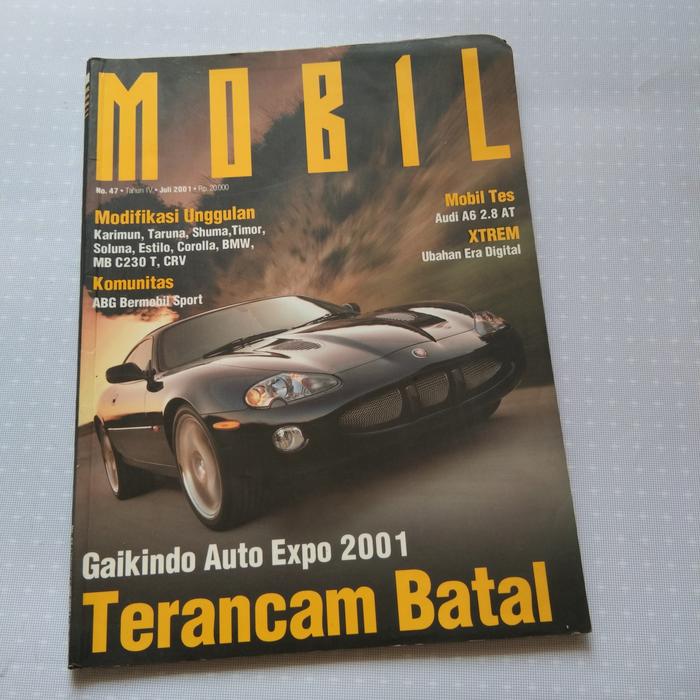 MOBIL
No. 47 • Tahun IV • Juli 2001 • Rp. 20.000
Modifikasi Unggulan
Karimun, Taruna, Shuma,Timor,
Soluna, Estilo, Corolla, BMW,
MB C230 T, CRV
Komunitas
ABG Bermobil Sport
Mobil Tes
Audi A6 2.8 AT
XTREM
Ubahan Era Digital
Gaikindo Auto Expo 2001
Terancam Batal